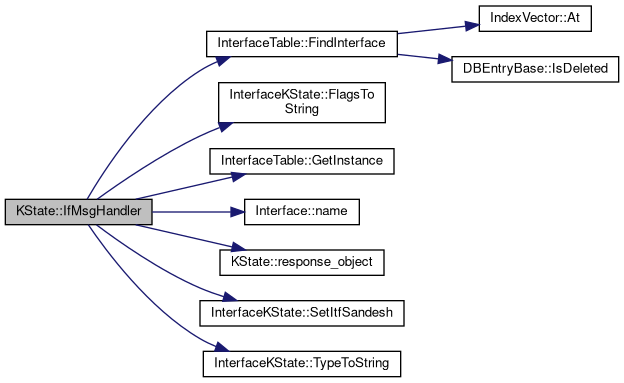 IndexVector::At
InterfaceTable::FindInterface
DBEntryBase::IsDeleted
InterfaceKState::FlagsTo
String
InterfaceTable::GetInstance
KState::IfMsgHandler
Interface::name
KState::response_object
InterfaceKState::SetItfSandesh
InterfaceKState::TypeToString